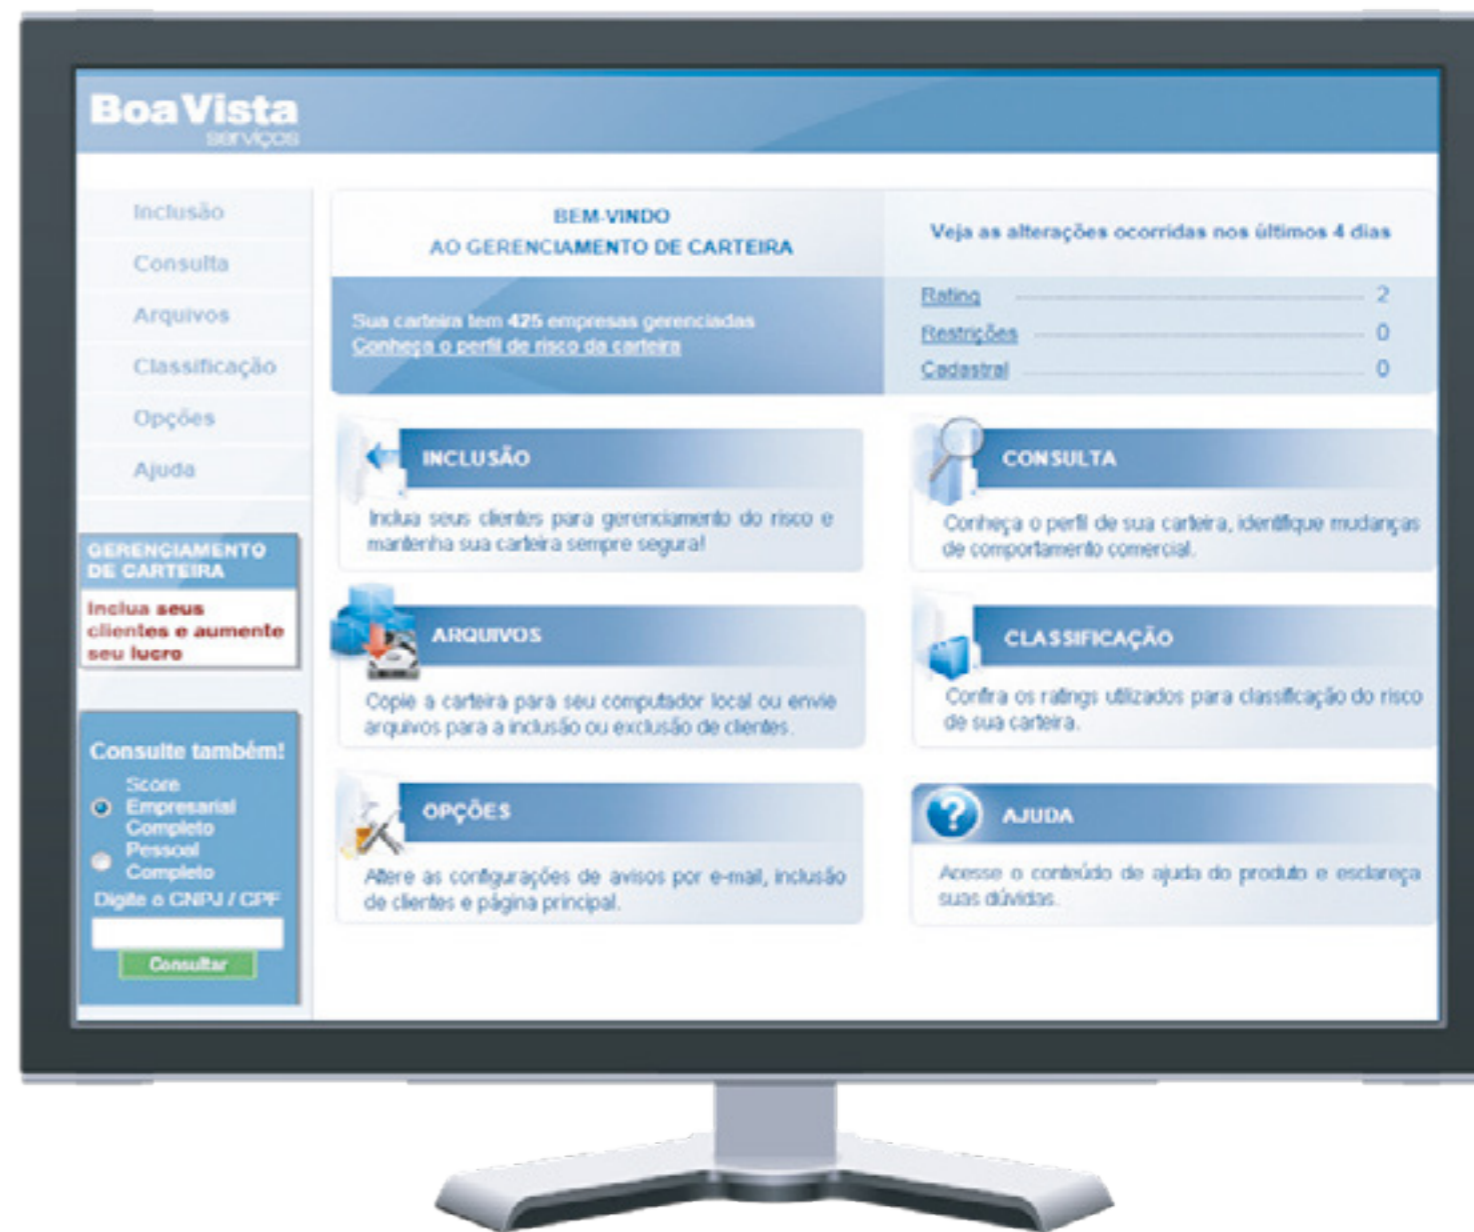 BoaVista
serviços
Inclusão
Consulta
Arquivos
Classificação
Opções
Ajuda
GERENCIAMENTO
DE CARTEIRA
Inclua seus
clientes e aumente
seu lucro
Consulte também!
Score
Empresarial
Completo
Pessoal
Completo
Digite o CNPJ / CPF
Consultar
BEM-VINDO
AO GERENCIAMENTO DE CARTEIRA
Sua carteira tem 425 empresas gerenciadas
Conheça o perfil de risco da carteira
Veja as alterações ocorridas nos últimos 4 dias
Rating 2
Restrições 0
Cadastral 0
INCLUSÃO
Inclua seus clientes para gerenciamento do risco e
mantenha sua carteira sempre segura!
CONSULTA
Conheça o perfil de sua carteira, identifique mudanças
de comportamento comercial.
ARQUIVOS
Copie a carteira para seu computador local ou envie
arquivos para a inclusão ou exclusão de clientes.
CLASSIFICAÇÃO
Confira os ratings utilizados para classificação do risco
de sua carteira.
OPÇÕES
Altere as configurações de avisos por e-mail, inclusão
de clientes e página principal.
AJUDA
Acesse o conteúdo de ajuda do produto e esclareça
suas dúvidas.